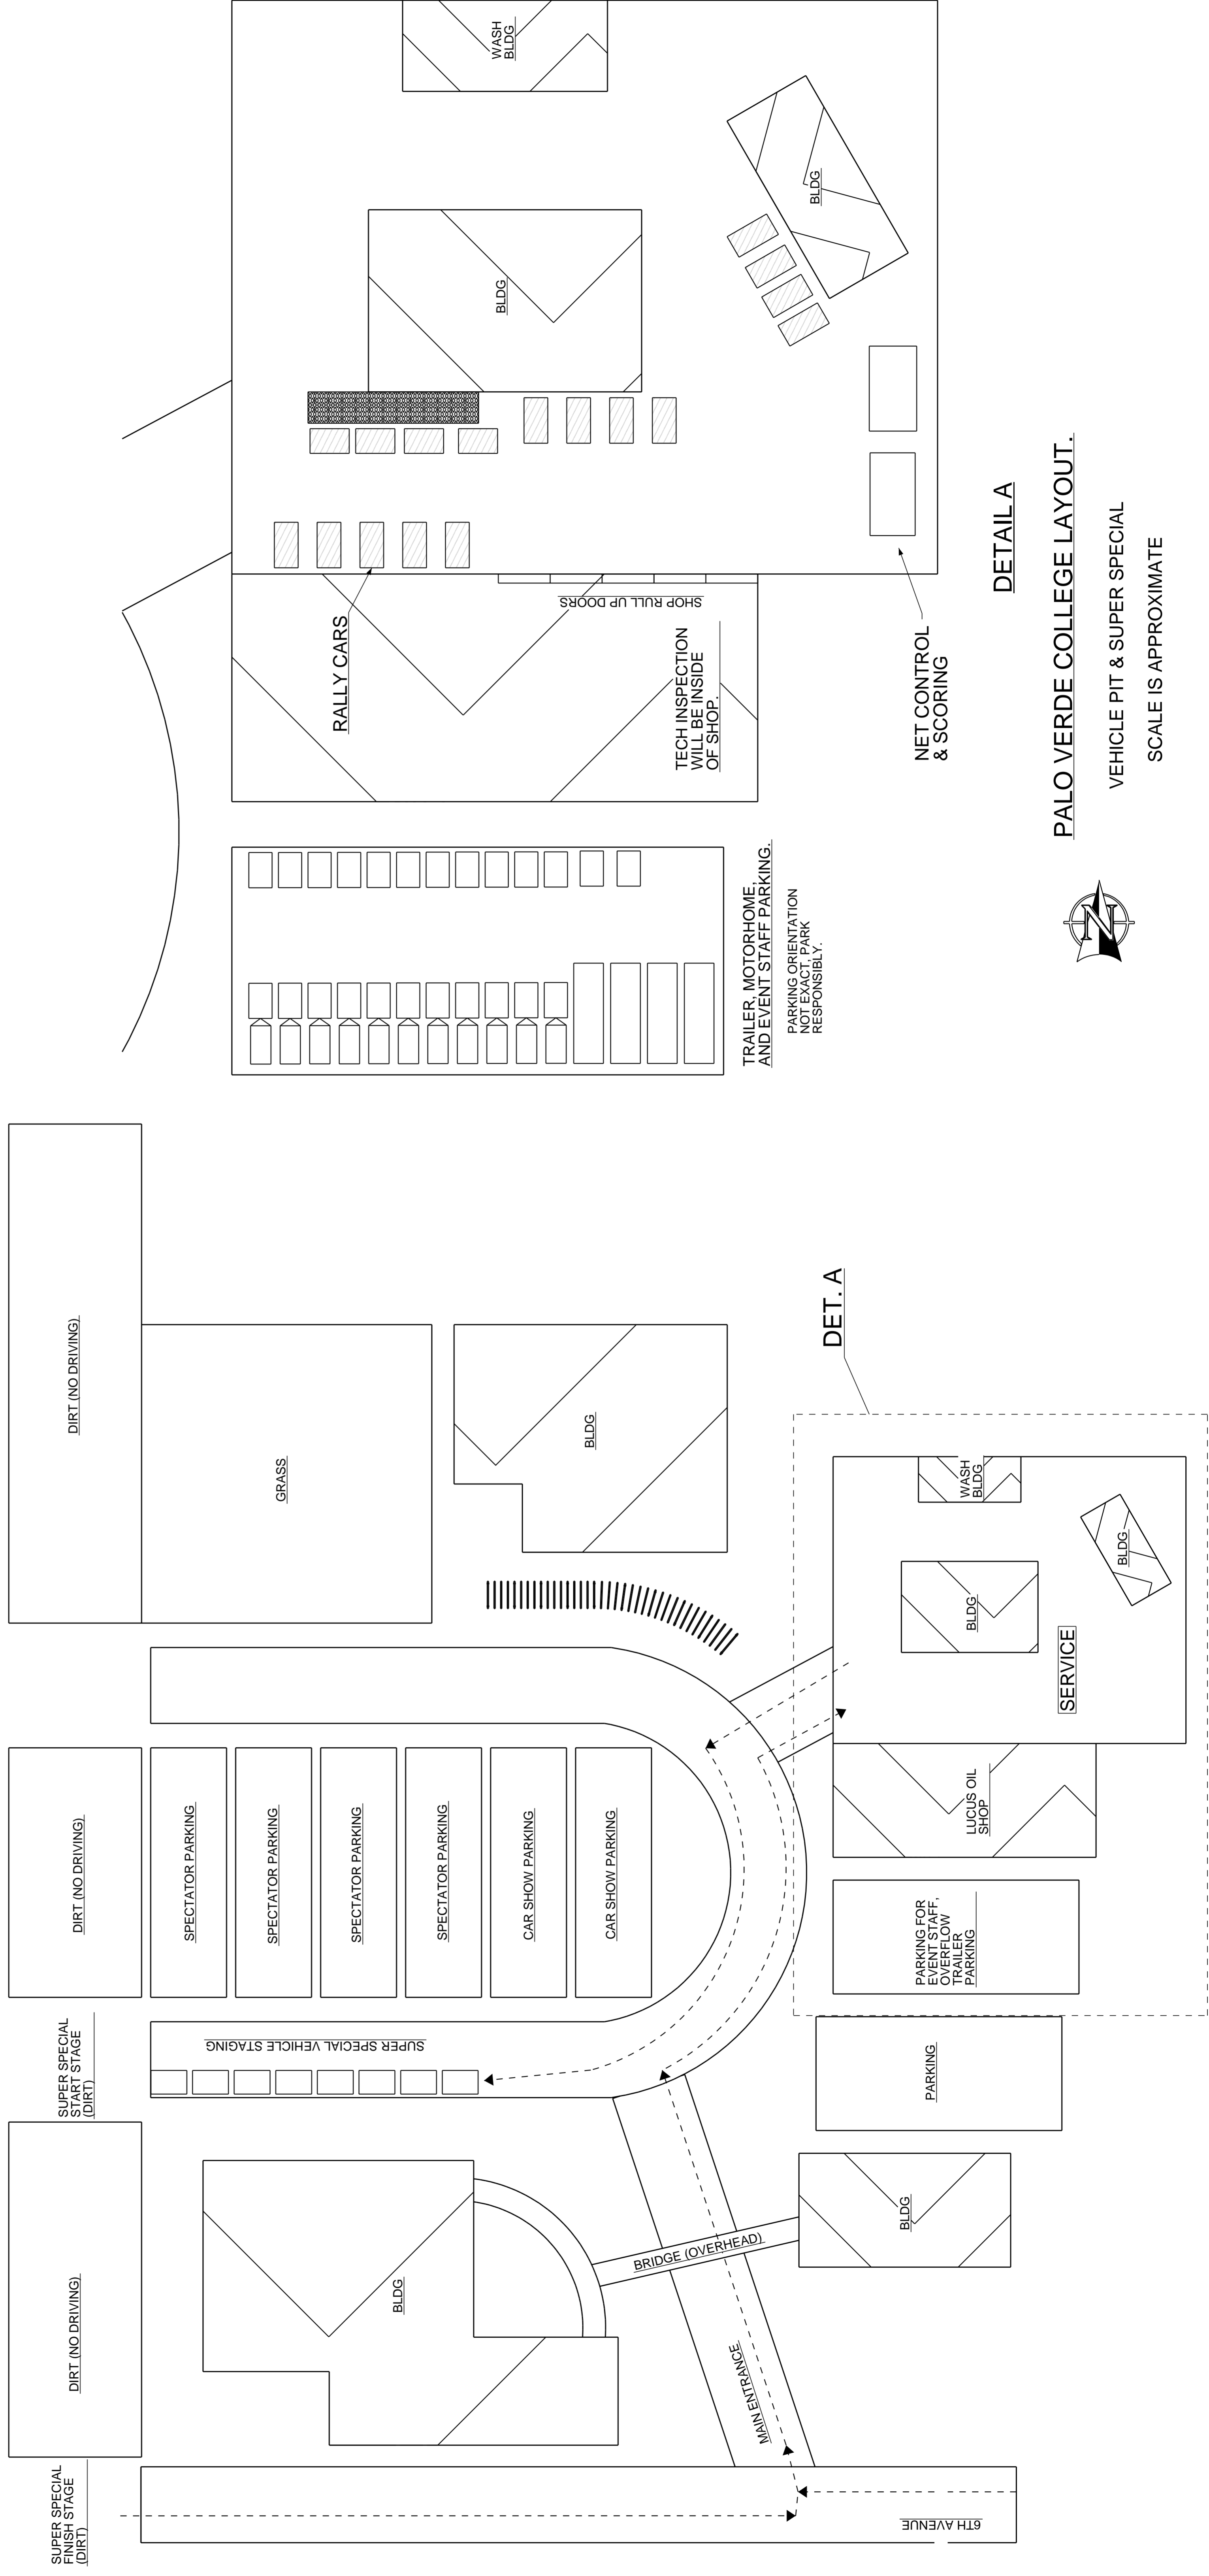 SUPER SPECIAL
FINISH STAGE
(DIRT)
DIRT (NO DRIVING)
SUPER SPECIAL
START STAGE
(DIRT)
DIRT (NO DRIVING)
DIRT (NO DRIVING)
BLDG
SUPER SPECIAL VEHICLE STAGING
SPECTATOR PARKING
SPECTATOR PARKING
SPECTATOR PARKING
SPECTATOR PARKING
CAR SHOW PARKING
CAR SHOW PARKING
GRASS
BLDG
MAIN ENTRANCE
BRIDGE (OVERHEAD)
6TH AVENUE
BLDG
PARKING
PARKING FOR
EVENT STAFF,
OVERFLOW
TRAILER
PARKING
LUCUS OIL
SHOP
SERVICE
BLDG
WASH
BLDG
BLDG
DET. A
TRAILER, MOTORHOME,
AND EVENT STAFF PARKING.
PARKING ORIENTATION
NOT EXACT, PARK
RESPONSIBLY.
RALLY CARS
SHOP RULL UP DOORS
TECH INSPECTION
WILL BE INSIDE
OF SHOP.
BLDG
WASH
BLDG
BLDG
NET CONTROL
& SCORING
DETAIL A
N
PALO VERDE COLLEGE LAYOUT.
VEHICLE PIT & SUPER SPECIAL
SCALE IS APPROXIMATE